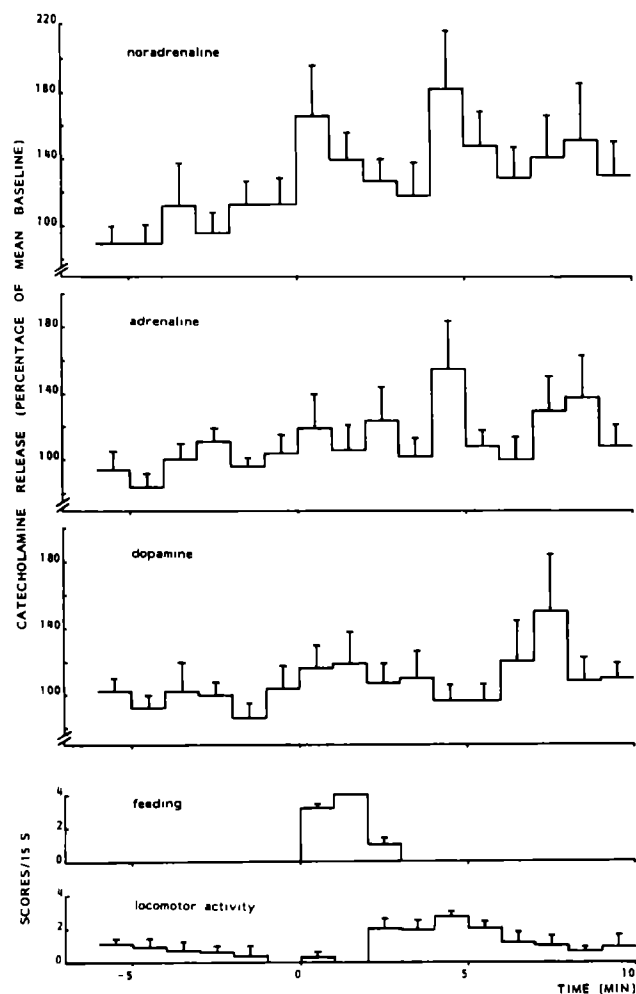 CATECHOLAMINE RELEASE (PERCENTAGE OF MEAN BASELINE)
220
180
140
100
noradrenaline
180
140
100
adrenaline
180
140
100
dopamine
SCORES/15 S
4
2
0
feeding
4
2
0
locomotor activity
-5 0 5 10
TIME [MIN]